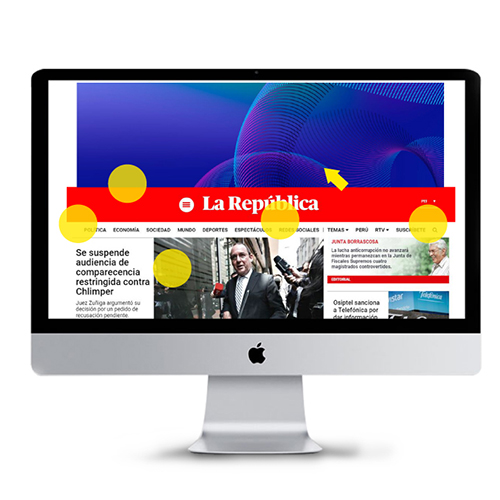 La República
PE
POLÍTICA ECONOMÍA SOCIEDAD MUNDO DEPORTES ESPECTÁCULOS REDES SOCIALES | TEMAS PERÚ RTV SUSCRÍBETE
Se suspende
audiencia de
comparecencia
restringida contra
Chlimper
Juez Zuñiga argumentó su
decisión por un pedido de
recusación pendiente.
JUNTA BORRASCOSA
La lucha anticorrupción no avanzará
mientras permanezcan en la Junta de
Fiscales Supremos cuatro
magistrados controvertidos.
EDITORIAL
Osiptel sanciona
a Telefónica por
dar información